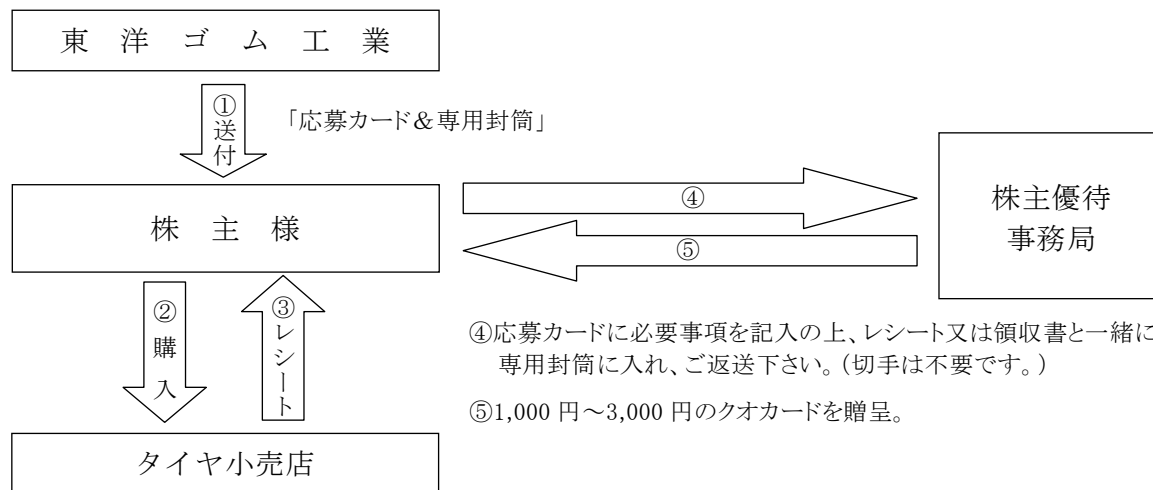 東 洋 ゴ ム 工 業
①送付
「応募カード＆専用封筒」
株 主 様
④
⑤
株主優待
事務局
②購入
③レシート
④応募カードに必要事項を記入の上、レシート又は領収書と一緒に
専用封筒に入れ、ご返送下さい。(切手は不要です。)
⑤1,000 円～3,000 円のクオカードを贈呈。
タイヤ小売店